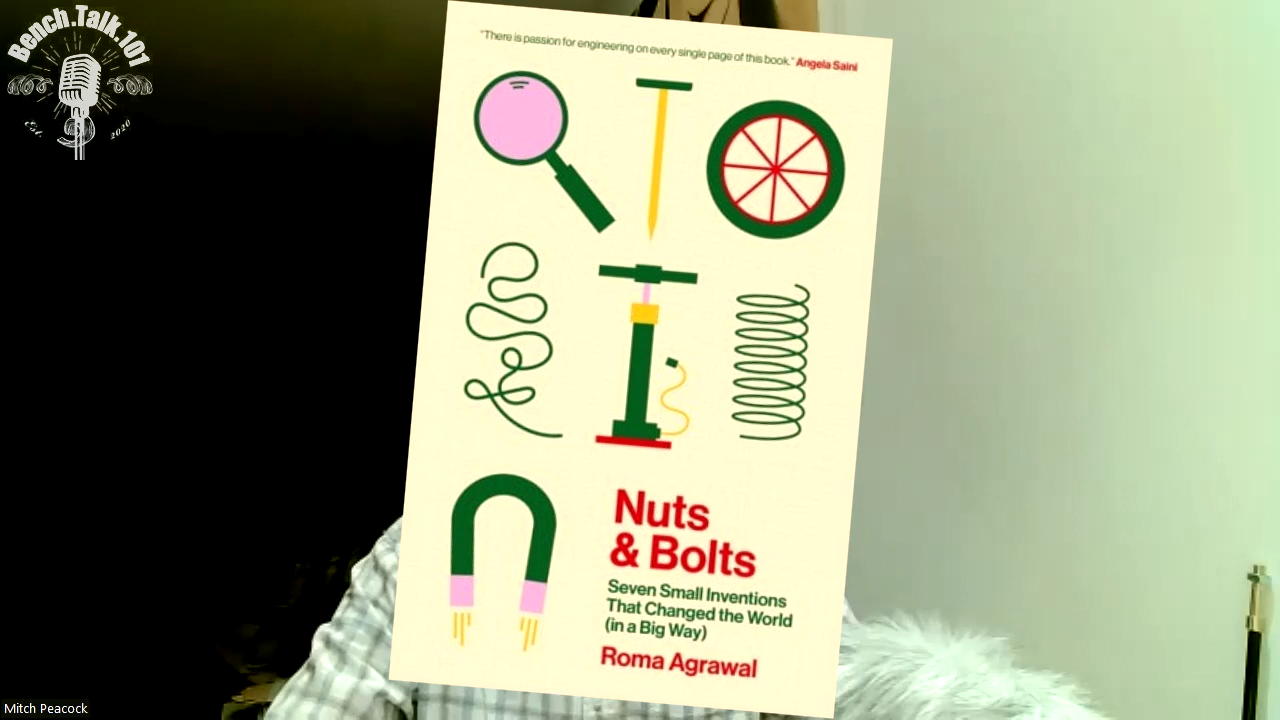 Bench.Talk.101
Est. 2020
"There is passion for engineering on every single page of this book." Angela Saini
Nuts
& Bolts
Seven Small Inventions
That Changed the World
(in a Big Way)
Roma Agrawal
Mitch Peacock